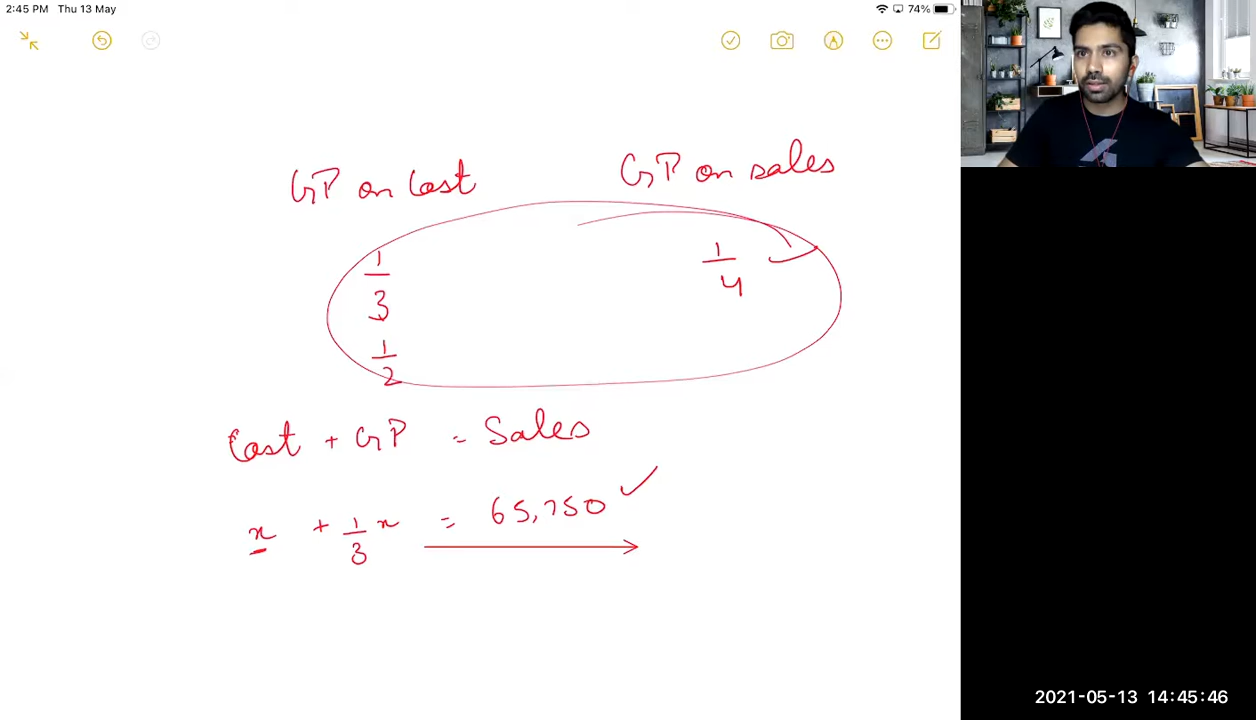 2:45 PM Thu 13 May 74%
GP on Cost GP on sales
1/3 1/4
1/2
Cost + GP = Sales
x + 1/3 x = 65,750
2021-05-13 14:45:46